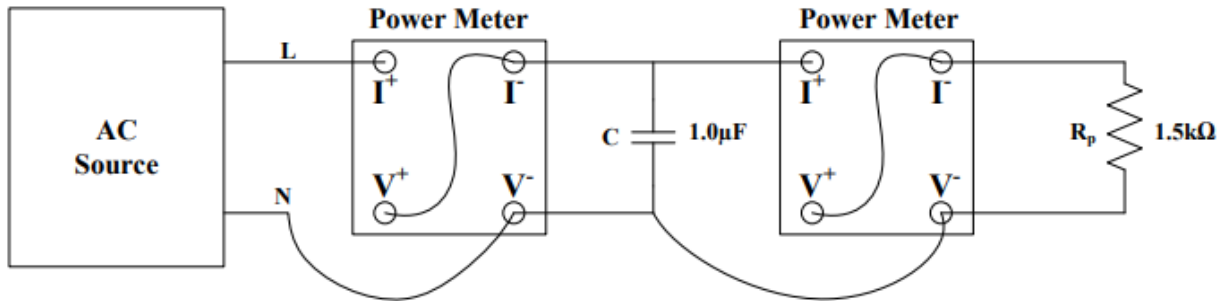 Power Meter
Power Meter
L
I⁺
I⁻
I⁺
I⁻
AC
Source
C
1.0µF
Rₚ
1.5kΩ
N
V⁺
V⁻
V⁺
V⁻